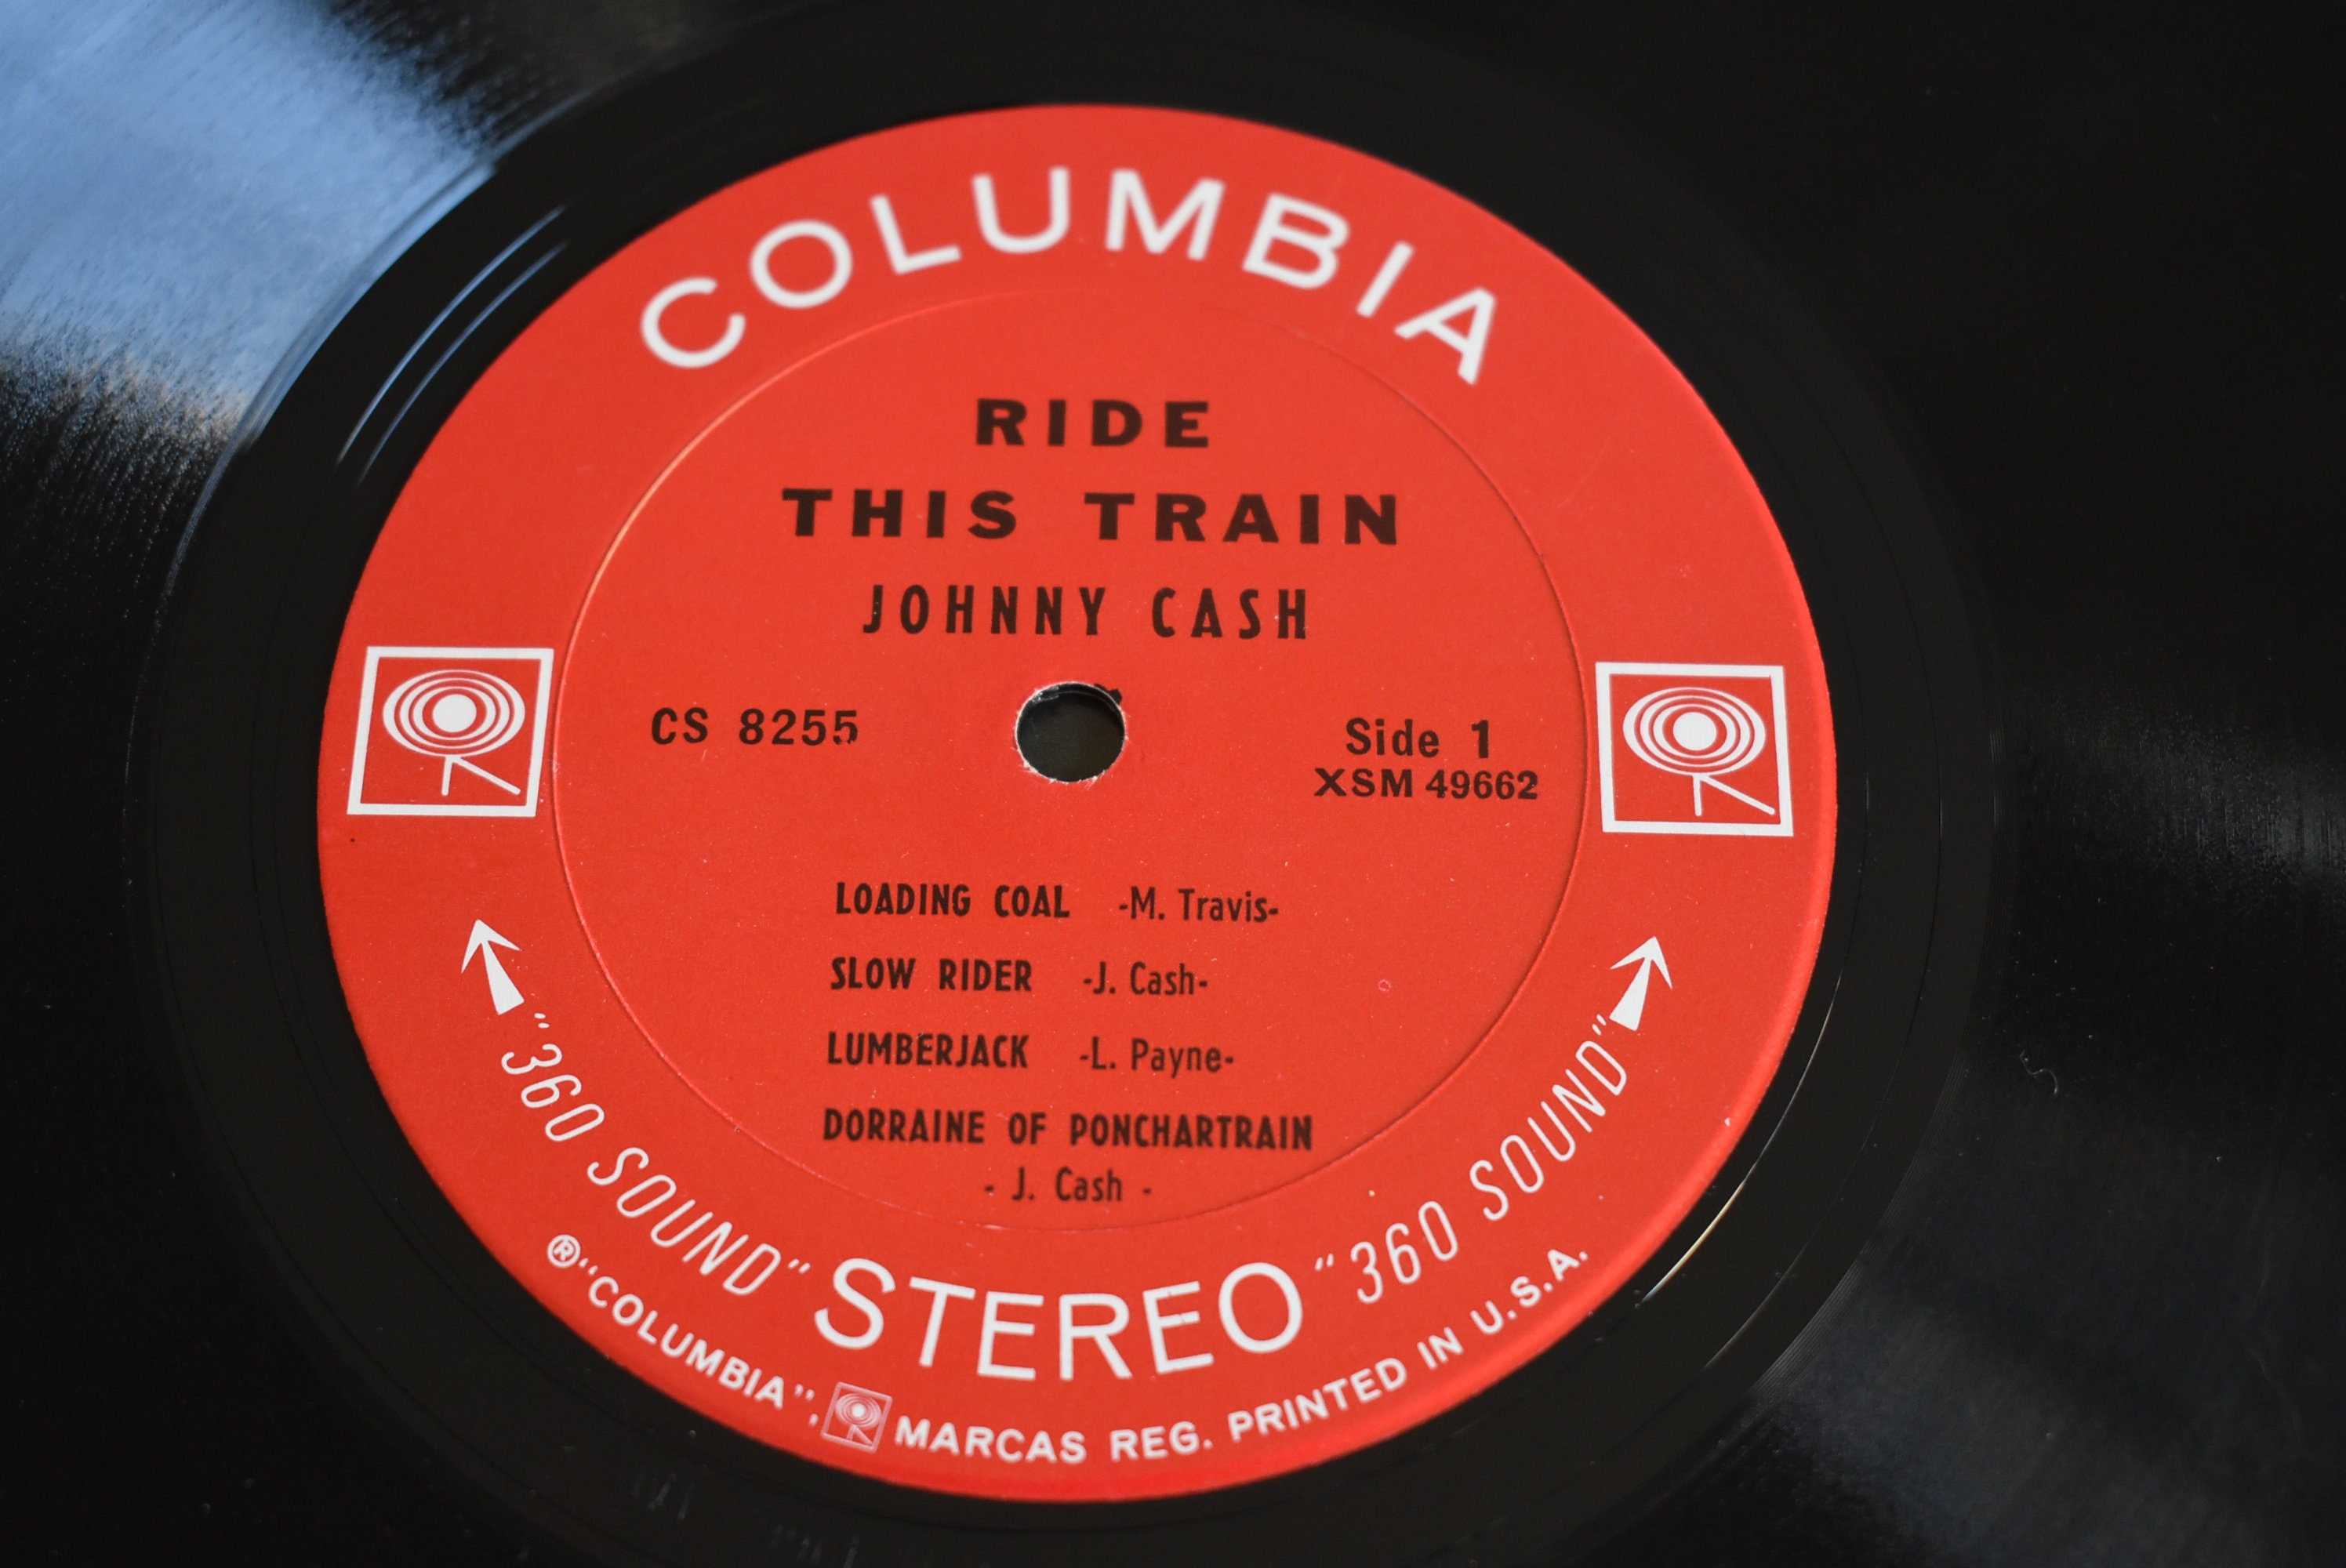 COLUMBIA
RIDE
THIS TRAIN
JOHNNY CASH
CS 8255
Side 1
XSM 49662
LOADING COAL -M. Travis-
SLOW RIDER -J. Cash-
LUMBERJACK -L. Payne-
DORRAINE OF PONCHARTRAIN
- J. Cash -
"360 SOUND" STEREO "360 SOUND"
®"COLUMBIA", MARCAS REG. PRINTED IN U.S.A.